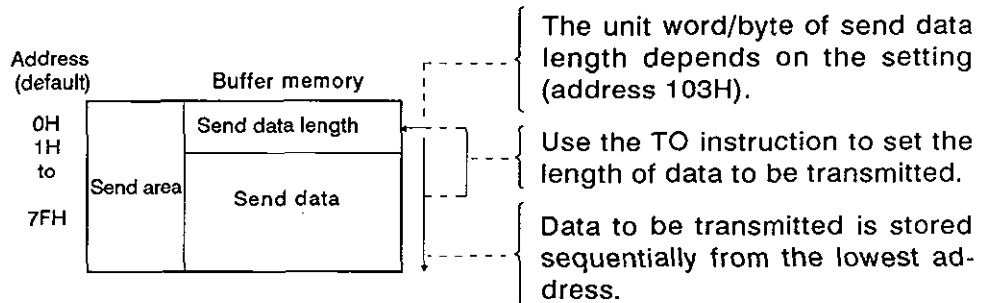 Address
(default)
Buffer memory
0H
1H
to
7FH
Send area
Send data length
Send data
The unit word/byte of send data
length depends on the setting
(address 103H).
Use the TO instruction to set the
length of data to be transmitted.
Data to be transmitted is stored
sequentially from the lowest ad-
dress.